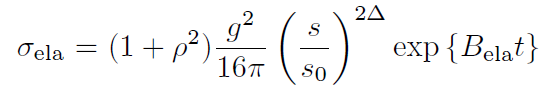 σ_ela = (1 + ρ²) g²/16π (s/s₀)^{2Δ} exp {B_ela t}